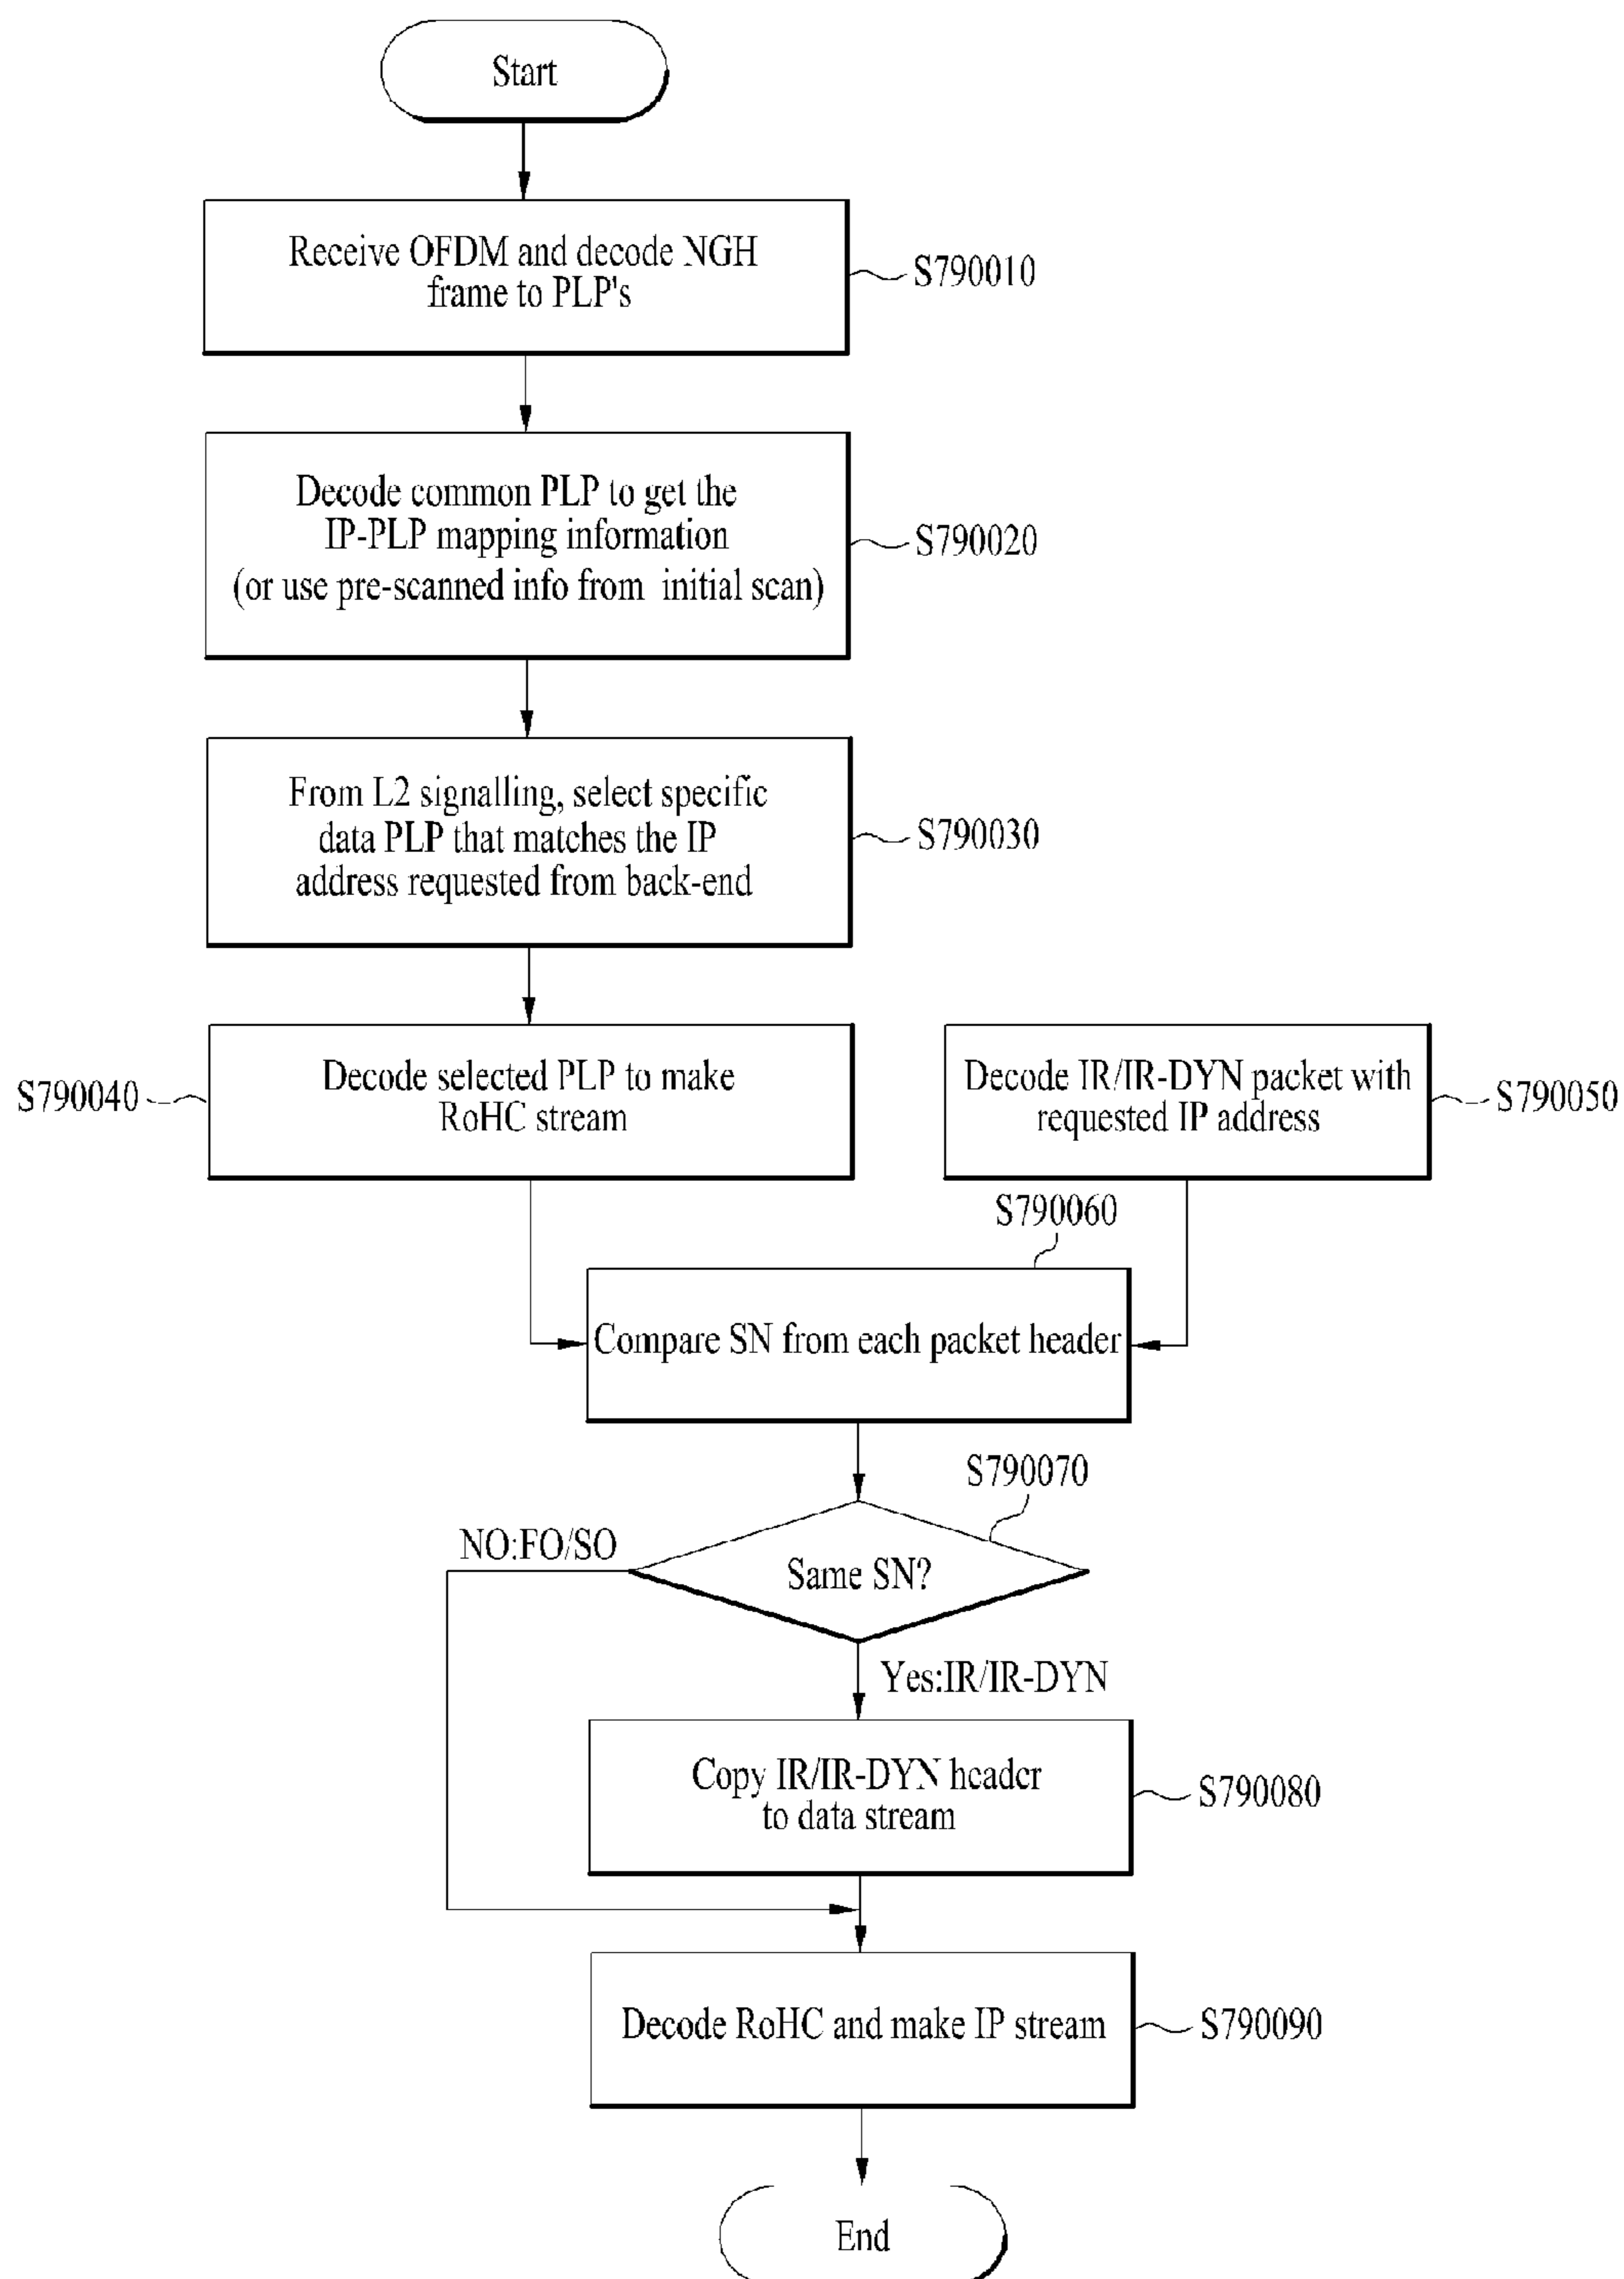 Start
Receive OFDM and decode NGH
frame to PLP's
S790010
Decode common PLP to get the
IP-PLP mapping information
(or use pre-scanned info from initial scan)
S790020
From L2 signalling, select specific
data PLP that matches the IP
address requested from back-end
S790030
S790040
Decode selected PLP to make
RoHC stream
Decode IR/IR-DYN packet with
requested IP address
S790050
S790060
Compare SN from each packet header
S790070
NO:FO/SO
Same SN?
Yes:IR/IR-DYN
Copy IR/IR-DYN header
to data stream
S790080
Decode RoHC and make IP stream
S790090
End